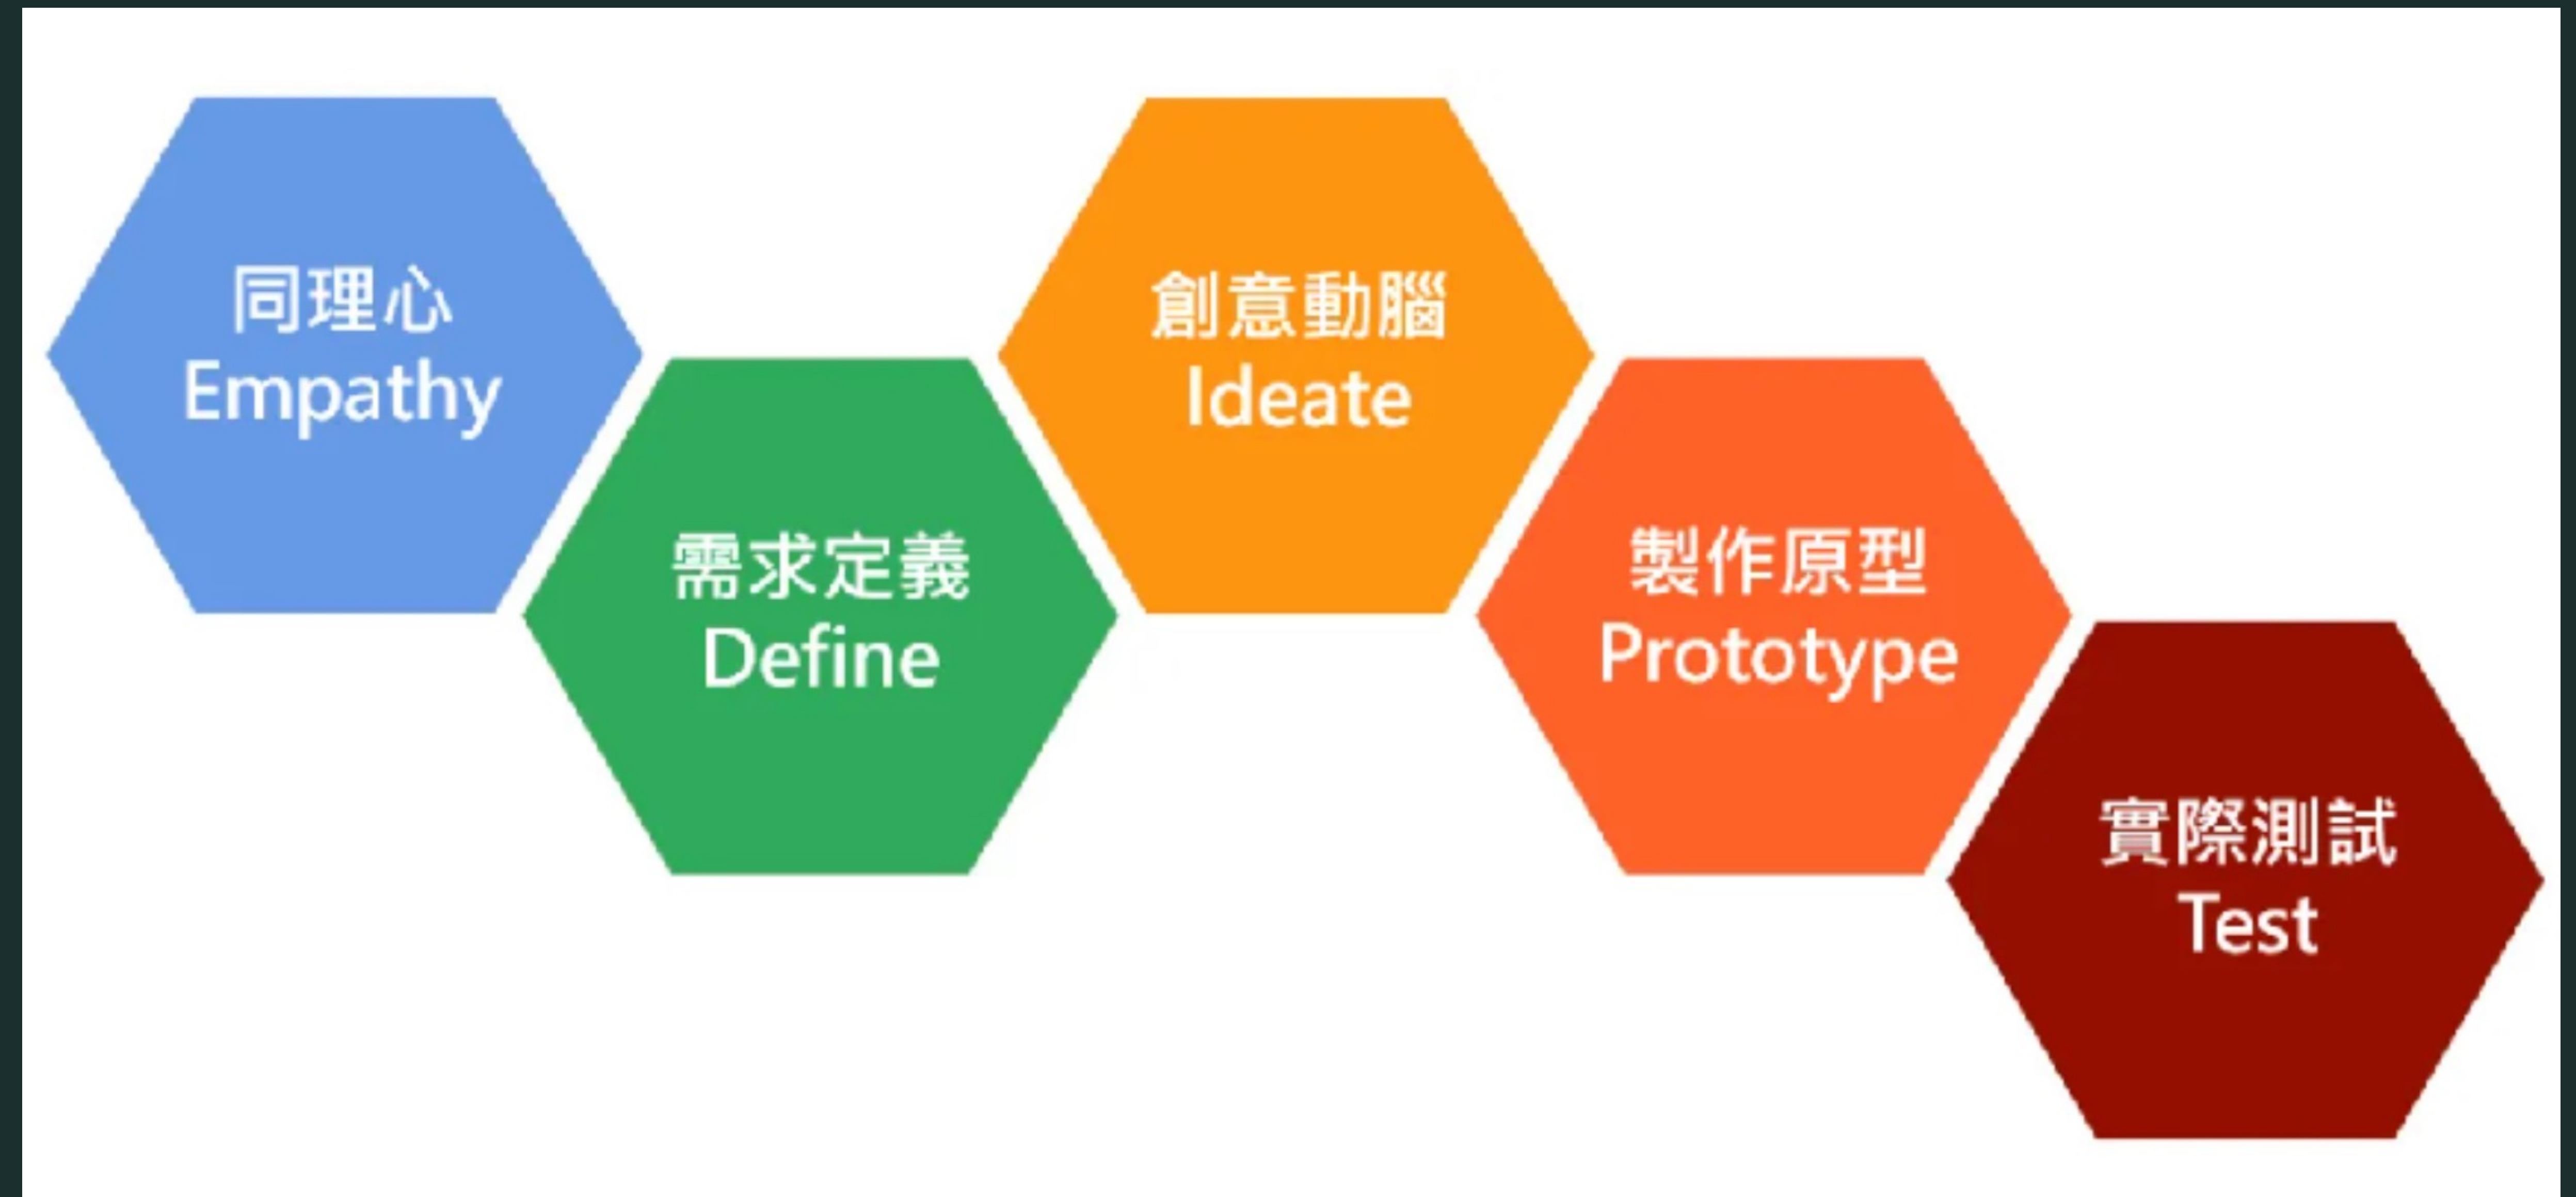 同理心
Empathy
需求定義
Define
創意動腦
Ideate
製作原型
Prototype
實際測試
Test